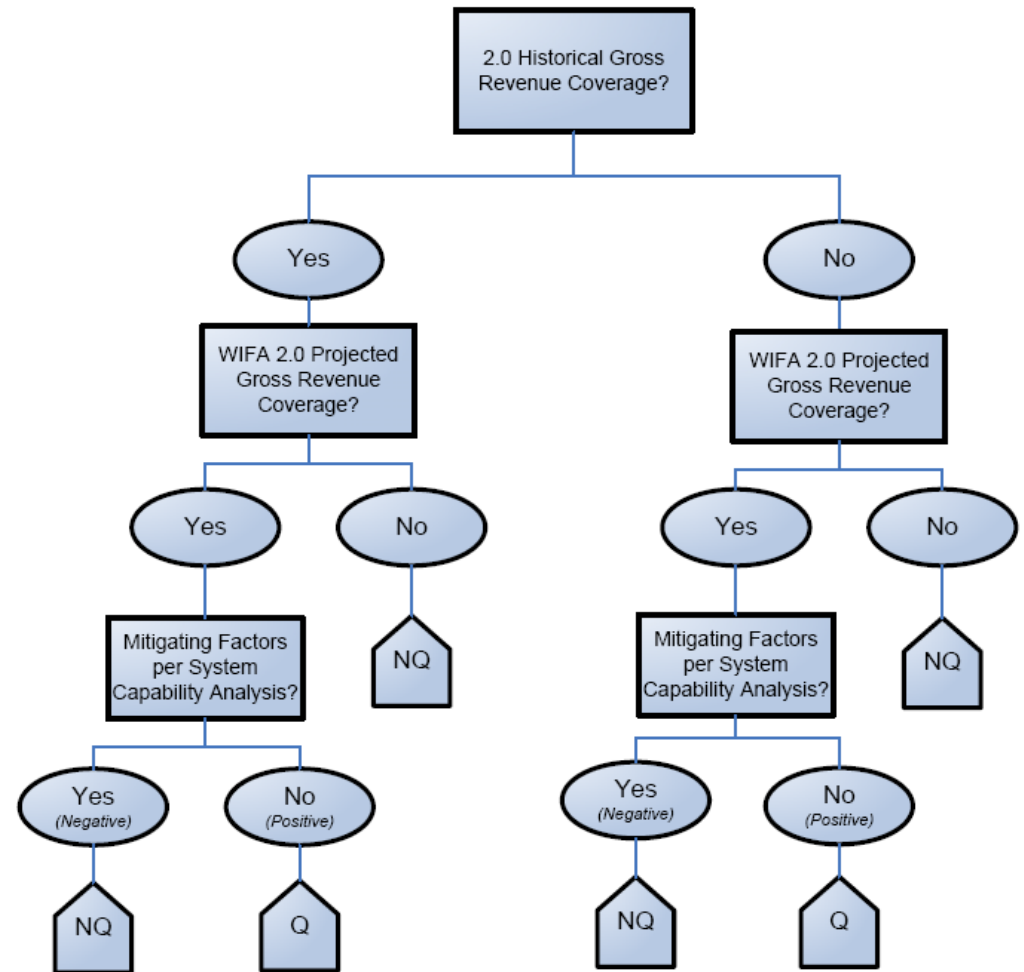 2.0 Historical Gross
Revenue Coverage?
Yes
No
WIFA 2.0 Projected
Gross Revenue
Coverage?
WIFA 2.0 Projected
Gross Revenue
Coverage?
Yes
No
Yes
No
Mitigating Factors
per System
Capability Analysis?
NQ
Mitigating Factors
per System
Capability Analysis?
NQ
Yes
(Negative)
No
(Positive)
Yes
(Negative)
No
(Positive)
NQ
Q
NQ
Q